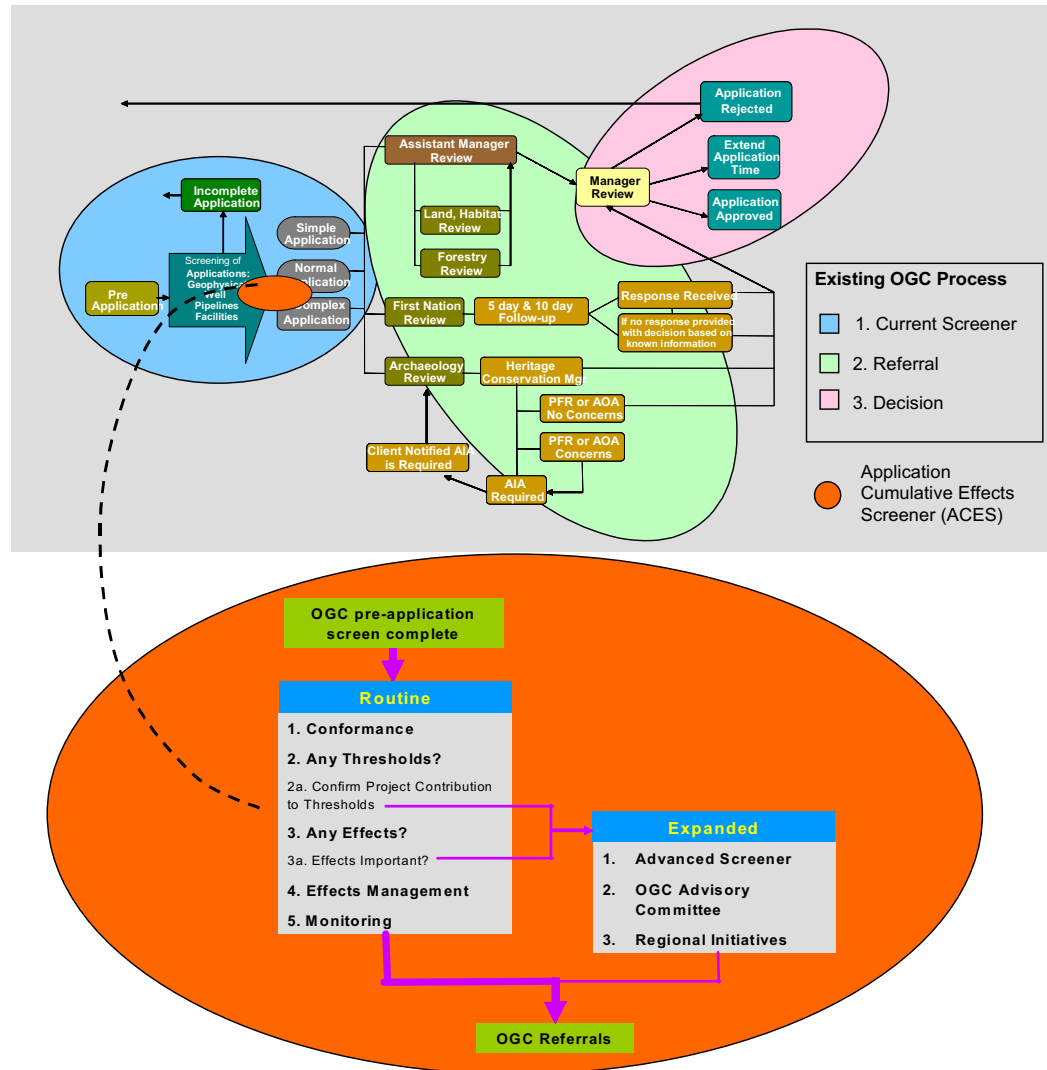 Application
Rejected
Assistant Manager
Review
Extend
Application
Time
Manager
Review
Incomplete
Application
Application
Approved
Land, Habitat
Review
Simple
Application
Forestry
Review
Screening of
Applications:
Geophysical
Well
Pipelines
Facilities
Normal
Application
Pre
Application
Complex
Application
First Nation
Review
5 day & 10 day
Follow-up
Response Received
If no response provided
with decision based on
known information
Archaeology
Review
Heritage
Conservation Mgr
PFR or AOA
No Concerns
Client Notified AIA
is Required
PFR or AOA
Concerns
AIA
Required
Existing OGC Process
1. Current Screener
2. Referral
3. Decision
Application
Cumulative Effects
Screener (ACES)
OGC pre-application
screen complete
Routine
1. Conformance
2. Any Thresholds?
2a. Confirm Project Contribution
to Thresholds
3. Any Effects?
3a. Effects Important?
4. Effects Management
5. Monitoring
Expanded
1. Advanced Screener
2. OGC Advisory
Committee
3. Regional Initiatives
OGC Referrals